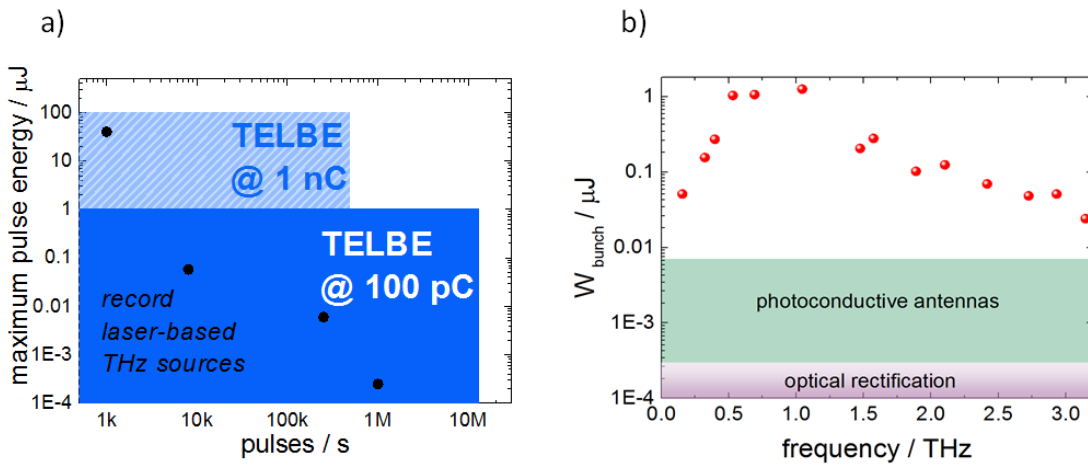 a)
maximum pulse energy / μJ
100
10
1
0.1
0.01
1E-3
1E-4
TELBE
@ 1 nC
TELBE
@ 100 pC
record
laser-based
THz sources
1k
10k
100k
1M
10M
pulses / s
b)
W_bunch / μJ
1
0.1
0.01
1E-3
1E-4
photoconductive antennas
optical rectification
0.0
0.5
1.0
1.5
2.0
2.5
3.0
frequency / THz